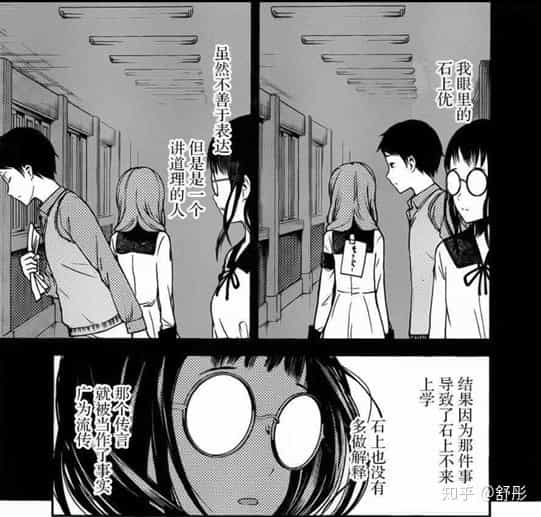 我眼里的
石上优
虽然不善于表达
但是是一个
讲道理的人
结果因为那件事
导致了石上不来
上学
石上也没有
多做解释
那个传言
就被当作了事实
广为流传
知乎 @舒彤